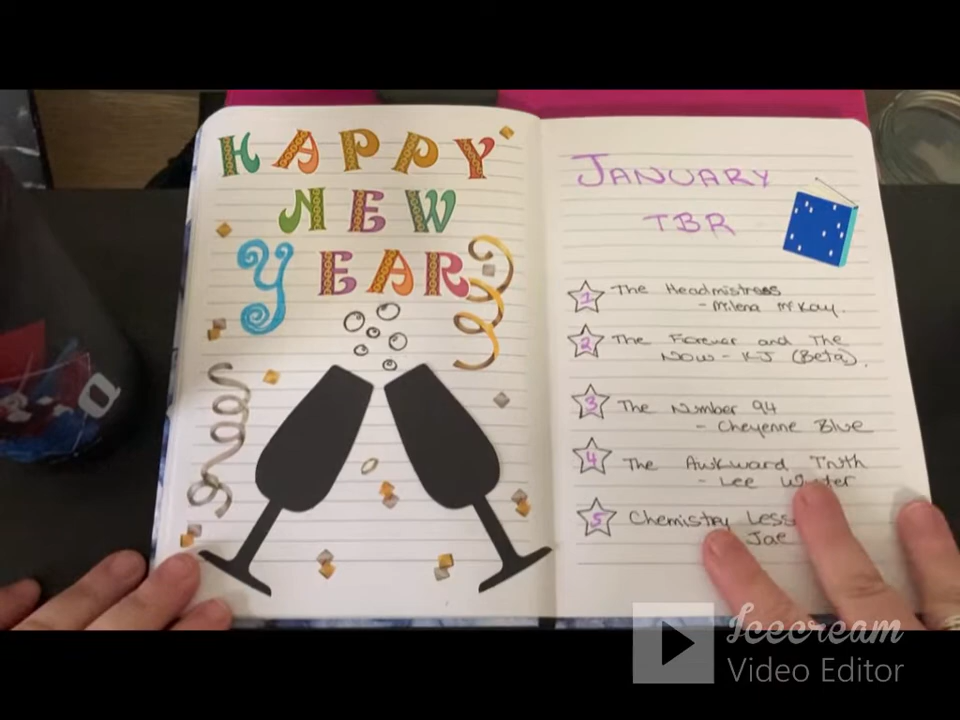 HAPPY
NEW
YEAR
JANUARY
TBR
1 The Headmistress
- Milena McKay.
2 The Forever and The
Now - KJ (Beta).
3 The Number 94
- Cheyenne Blue
4 The Awkward Truth
- Lee Winter
5 Chemistry
Jae
Icecream
Video Editor